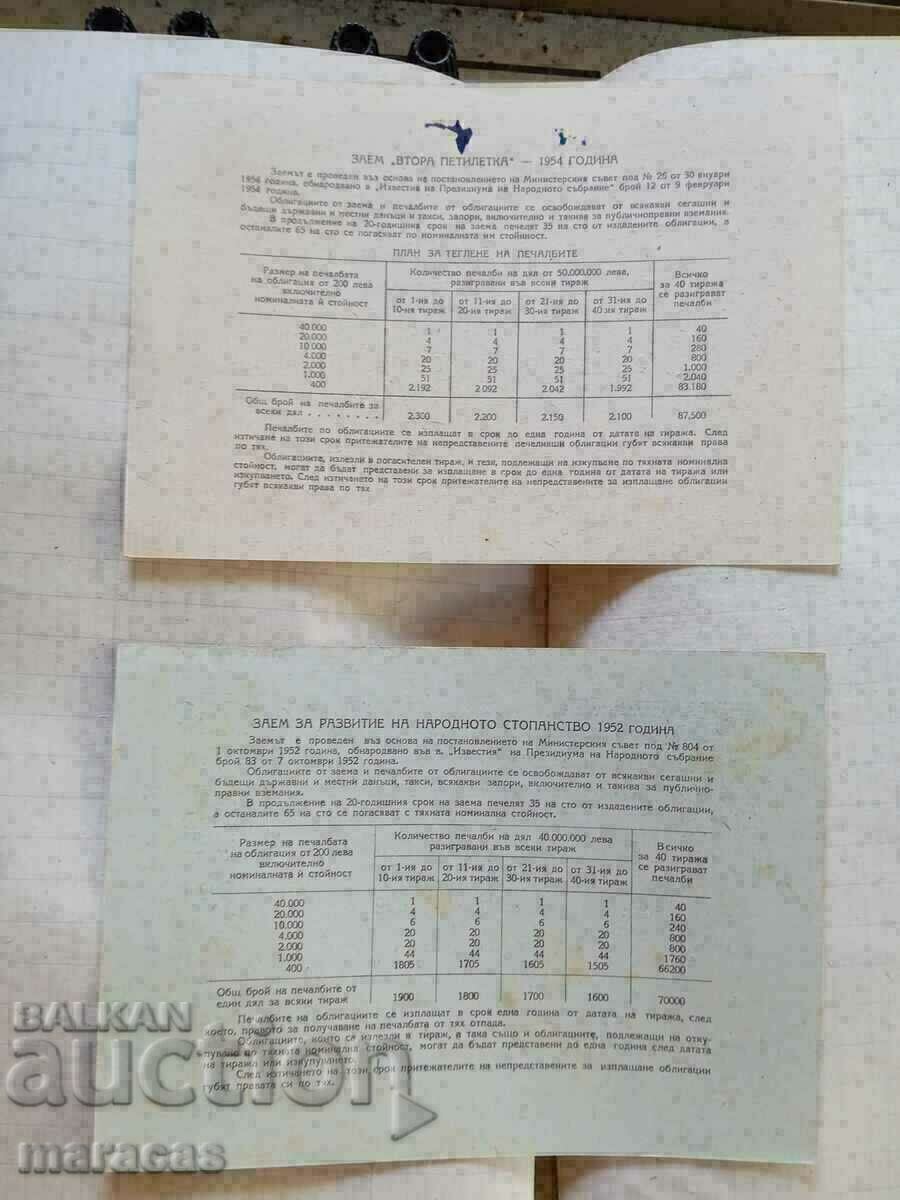 ЗАЕМ „ВТОРА ПЕТИЛЕТКА“ — 1954 ГОДИНА
Заемът е проведен въз основа на постановлението на Министерския съвет под № 26 от 30 януари
1954 година, обнародвано в „Известия на Президиума на Народното събрание“ брой 12 от 9 февруари
1954 година.
Облигациите от заема и печалбите от облигациите се освобождават от всякакви сегашни и
бъдещи държавни и местни данъци и такси, запори, включително и такива за публичноправни вземания.
В продължение на 20-годишния срок на заема печелят 35 на сто от издадените облигации, а
останалите 65 на сто се погасяват по номиналната им стойност.
ПЛАН ЗА ТЕГЛЕНЕ НА ПЕЧАЛБИТЕ
Размер на печалбата
на облигация от 200 лева
включително
номиналната ѝ стойност
Количество печалби на дял от 50.000.000 лева,
разигравани във всеки тираж
Всичко
за 40 тиража
се разиграват
печалби
от 1-ия до
10-ия тираж
от 11-ия до
20-ия тираж
от 21-ия до
30-ия тираж
от 31-ия до
40-ия тираж
40.000 1 1 1 1 40
20.000 4 4 4 4 160
10.000 7 7 7 7 280
4.000 20 20 20 20 800
2.000 25 25 25 25 1.000
1.000 51 51 51 51 2.040
400 2.192 2 092 2.042 1.992 83.180
Общ брой на печалбите за
всеки дял . . . . . . . . 2.300 2.200 2.150 2.100 87,500
Печалбите по облигациите се изплащат в срок до една година от датата на тиража. След
изтичане на този срок притежателите на непредставените печеливши облигации губят всякакви права
по тях.
Облигациите, излезли в погасителен тираж, и тези, подлежащи на изкупуване по тяхната номинална
стойност, могат да бъдат представени за изплащане в срок до една година от датата на тиража или
изкупуването. След изтичането на този срок притежателите на непредставените за изплащане облигации
губят всякакви права по тях
ЗАЕМ ЗА РАЗВИТИЕ НА НАРОДНОТО СТОПАНСТВО 1952 ГОДИНА
Заемът е проведен въз основа на постановлението на Министерския съвет под № 804 от
1 октомври 1952 година, обнародвано във в. „Известия“ на Президиума на Народното събрание
брой 83 от 7 октомври 1952 година.
Облигациите от заема и печалбите от облигациите се освобождават от всякакви сегашни и
бъдещи държавни и местни данъци, такси, всякакви запори, включително и такива за публично-
правни вземания.
В продължение на 20-годишния срок на заема печелят 35 на сто от издадените облигации,
а останалите 65 на сто се погасяват с тяхната номинална стойност.
Размер на печалбата
на облигация от 200 лева
включително
номиналната ѝ стойност
Количество печалби на дял 40.000.000 лева
разигравани във всеки тираж
Всичко
за 40 тиража
се разиграват
печалби
от 1-ия до
10-ия тираж
от 11-ия до
20-ия тираж
от 21-ия до
30-ия тираж
от 31-ия до
40-ия тираж
40.000 1 1 1 1 40
20.000 4 4 4 4 160
10.000 6 6 6 6 240
4.000 20 20 20 20 800
2.000 20 20 20 20 800
1.000 44 44 44 44 1760
400 1805 1705 1605 1505 66200
Общ брой на печалбите от
един дял за всяки тираж 1900 1800 1700 1600 70000
Печалбите на облигациите се изплащат в срок една година от датата на тиража, след
което, правото за получаване на печалбата от тях отпада.
Облигациите, които са излезли в тираж, а така също и облигациите, подлежащи на отку-
пуване по тяхната номинална стойност, могат да бъдат представени до една година след датата
на тиража или изкупуването.
След изтичането на този срок притежателите на непредставените за изплащане облигации
губят правата си по тях.
BALKAN
auction
maracas